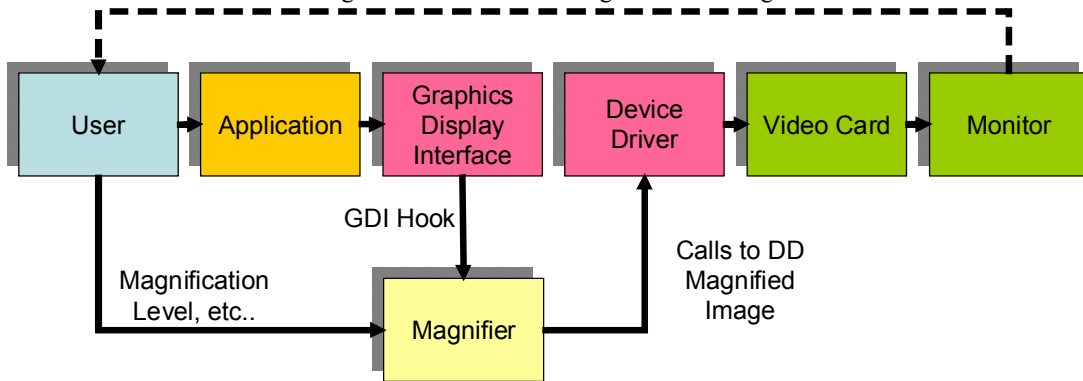 User
Application
Graphics
Display
Interface
Device
Driver
Video Card
Monitor
GDI Hook
Magnification
Level, etc..
Magnifier
Calls to DD
Magnified
Image